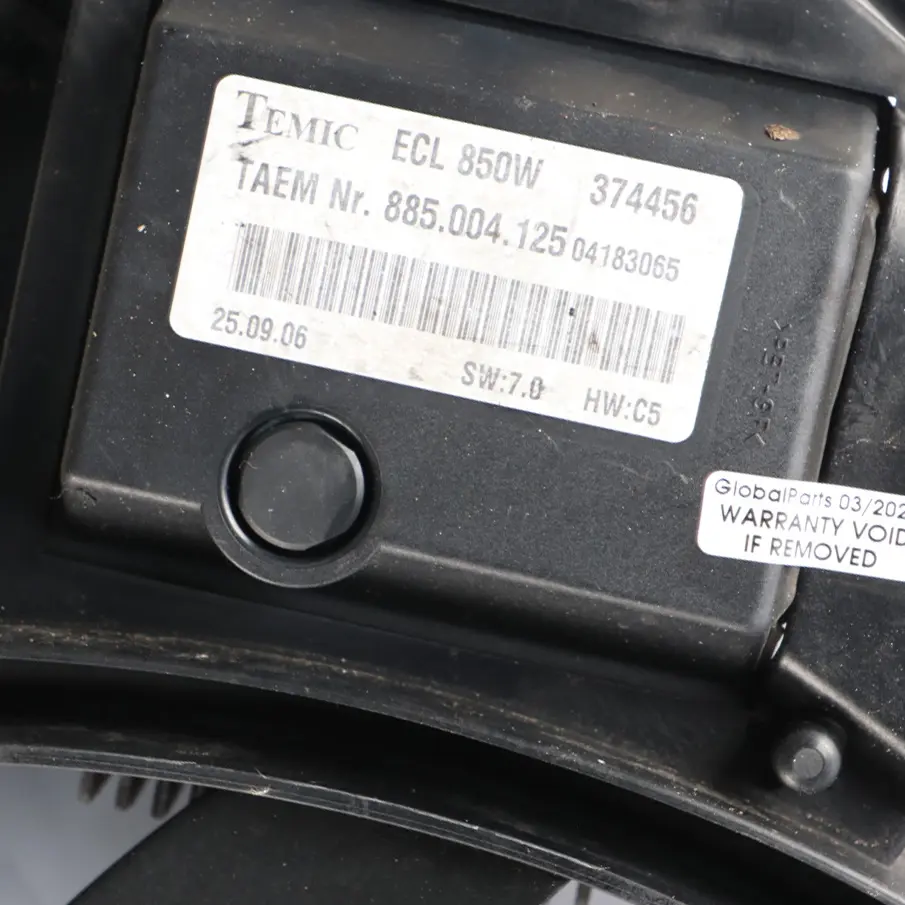 TEMIC ECL 850W 374456
TAEM Nr. 885.004.125 04183065
25.09.06 SW:7.0 HW:C5
GlobalParts 03/202
WARRANTY VOID
IF REMOVED